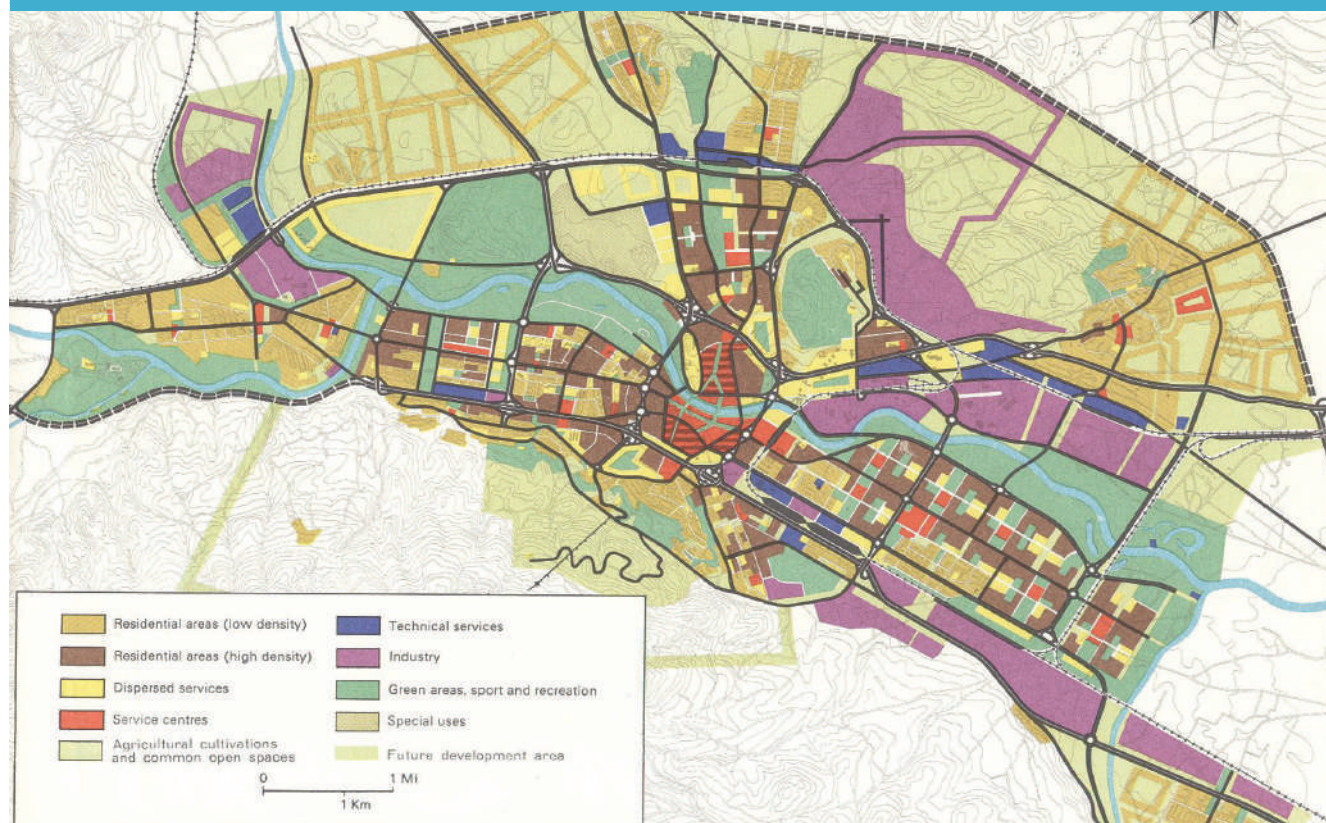 Residential areas (low density)
Residential areas (high density)
Dispersed services
Service centres
Agricultural cultivations
and common open spaces
Technical services
Industry
Green areas, sport and recreation
Special uses
Future development area
0 1 Mi
1 Km